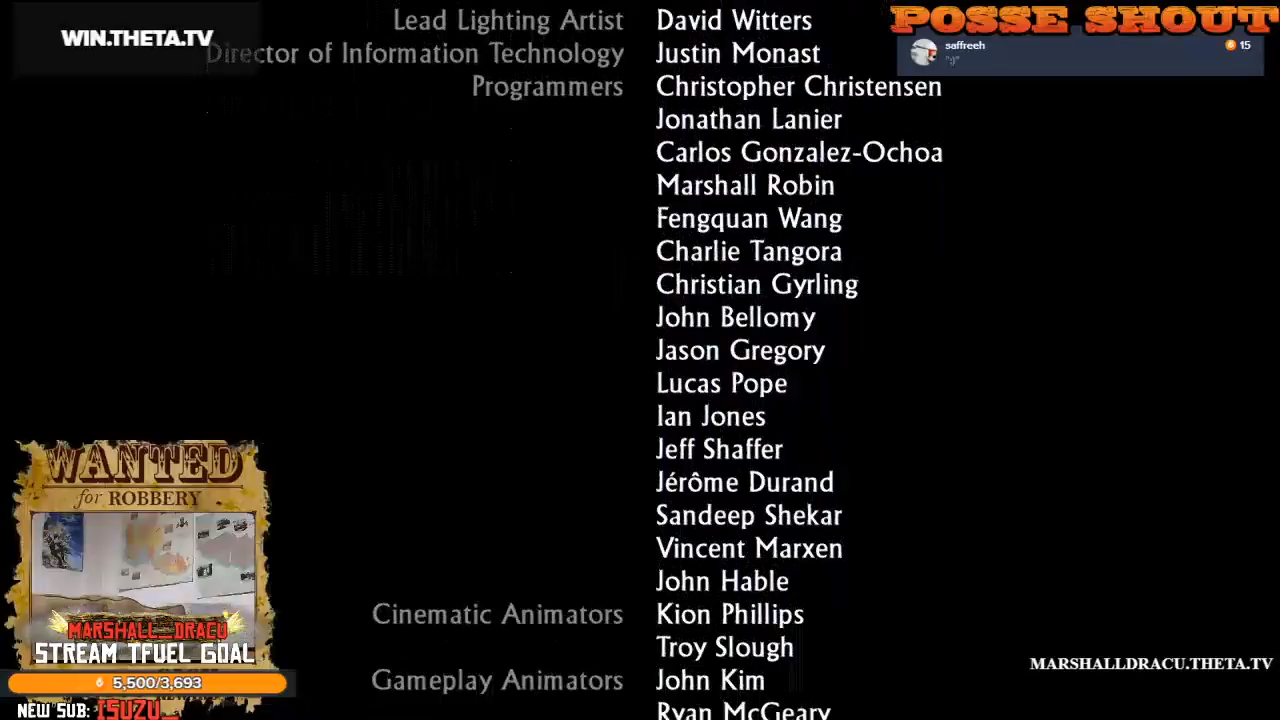 WIN.THETA.TV
POSSE SHOUT
saffreeh
15
":)"
Lead Lighting Artist David Witters
Director of Information Technology Justin Monast
Programmers Christopher Christensen
Jonathan Lanier
Carlos Gonzalez-Ochoa
Marshall Robin
Fengquan Wang
Charlie Tangora
Christian Gyrling
John Bellomy
Jason Gregory
Lucas Pope
Ian Jones
Jeff Shaffer
Jérôme Durand
Sandeep Shekar
Vincent Marxen
John Hable
Cinematic Animators Kion Phillips
Troy Slough
Gameplay Animators John Kim
Ryan McGeary
WANTED
for ROBBERY
MARSHALL_DRACU
STREAM TFUEL GOAL
5,500/3,693
NEW SUB: ISUZU_
MARSHALLDRACU.THETA.TV